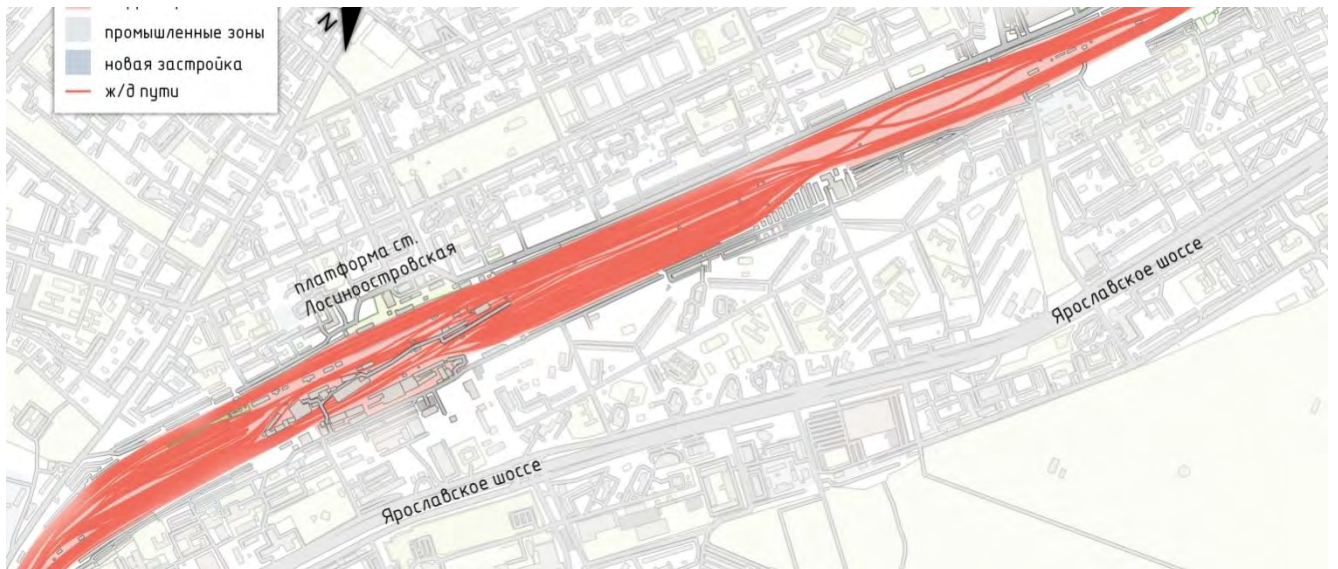 промышленные зоны
новая застройка
ж/д пути
N
платформа ст.
Лосиноостровская
Ярославское шоссе
Ярославское шоссе